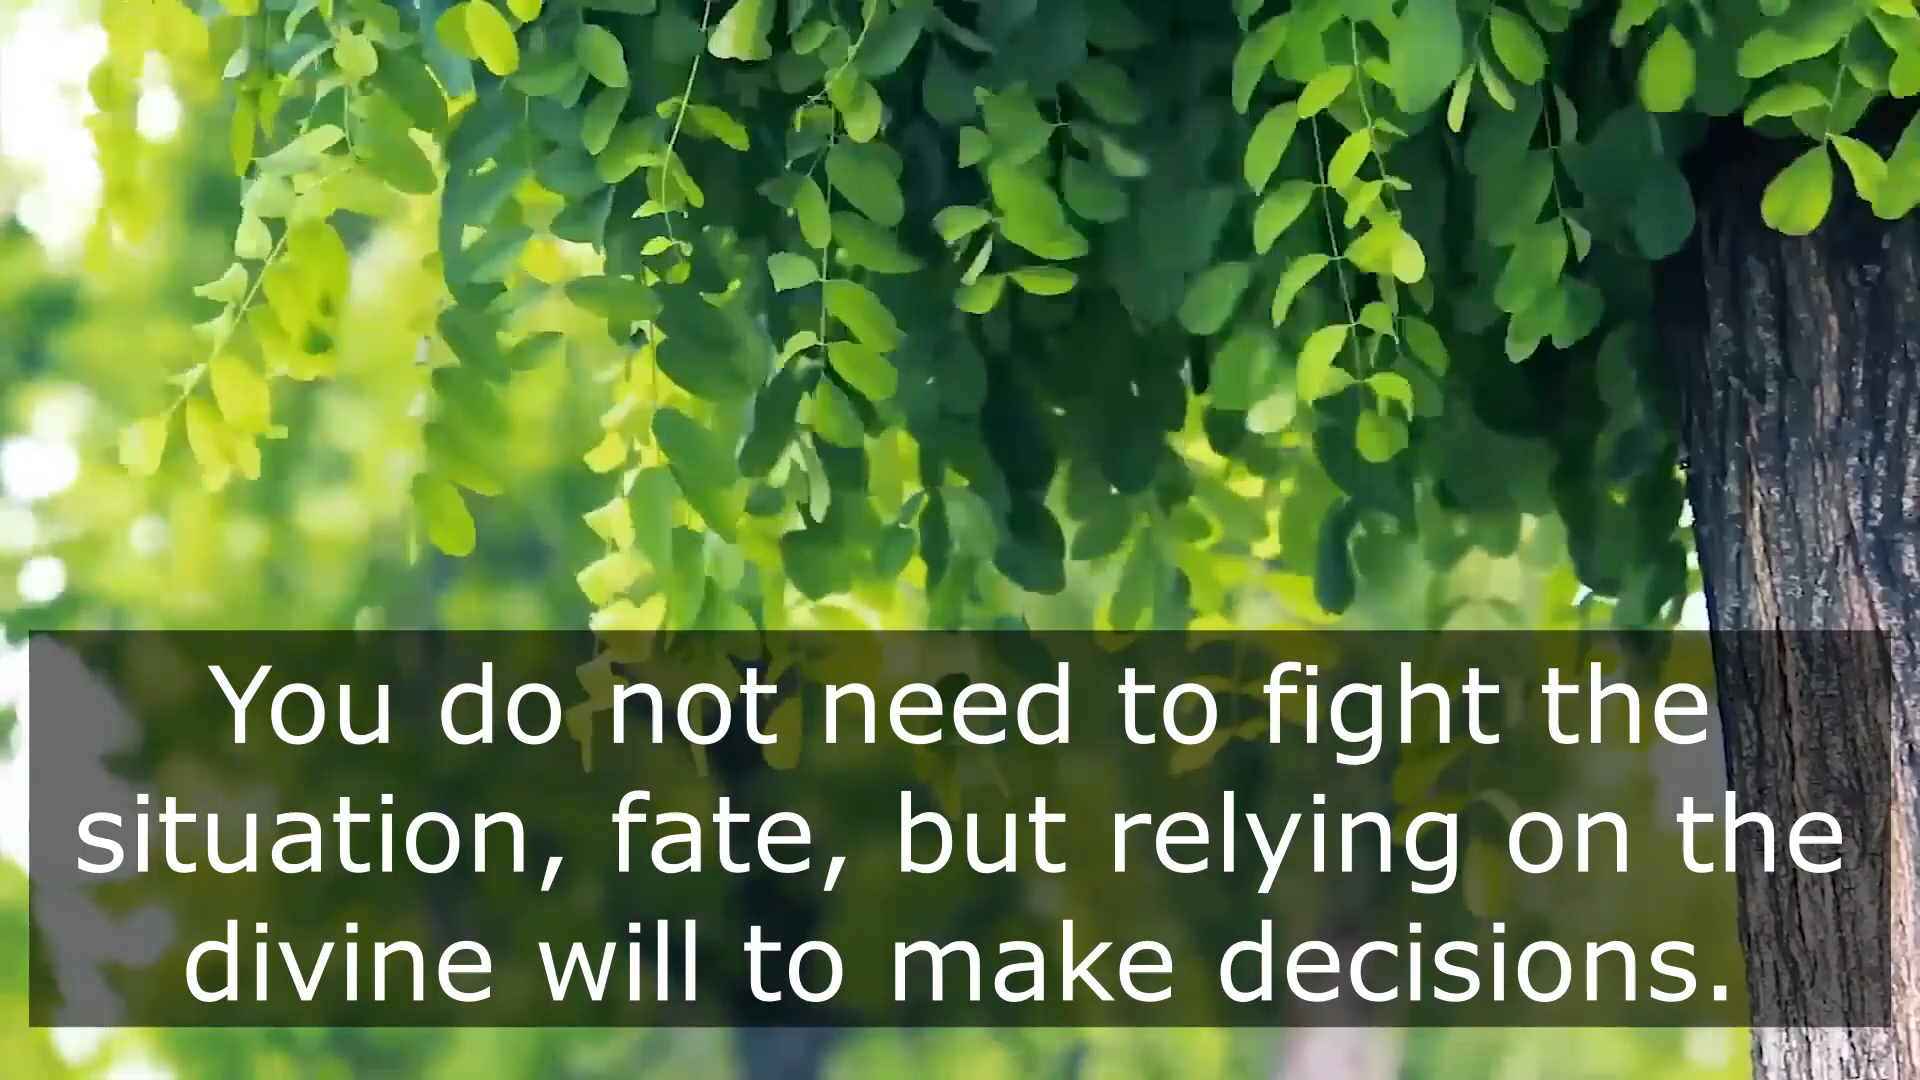 You do not need to fight the
situation, fate, but relying on the
divine will to make decisions.